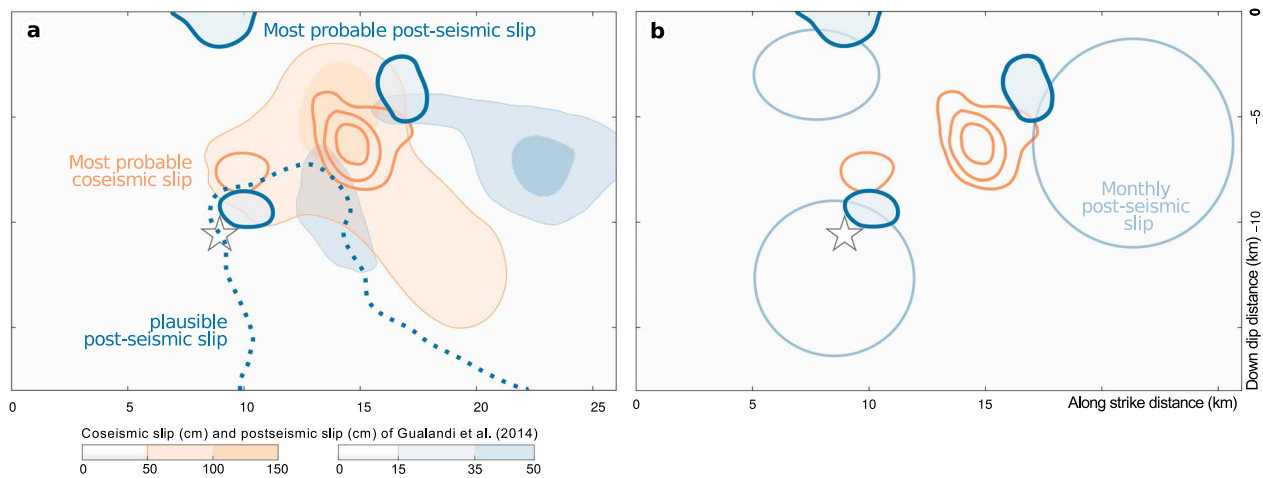 a
Most probable post-seismic slip
Most probable
coseismic slip
plausible
post-seismic slip
0 5 10 15 20 25
Coseismic slip (cm) and postseismic slip (cm) of Gualandi et al. (2014)
0 50 100 150
0 15 35 50
b
Monthly
post-seismic
slip
0 5 10 15 Along strike distance (km)
0
−5
−10
Down dip distance (km)